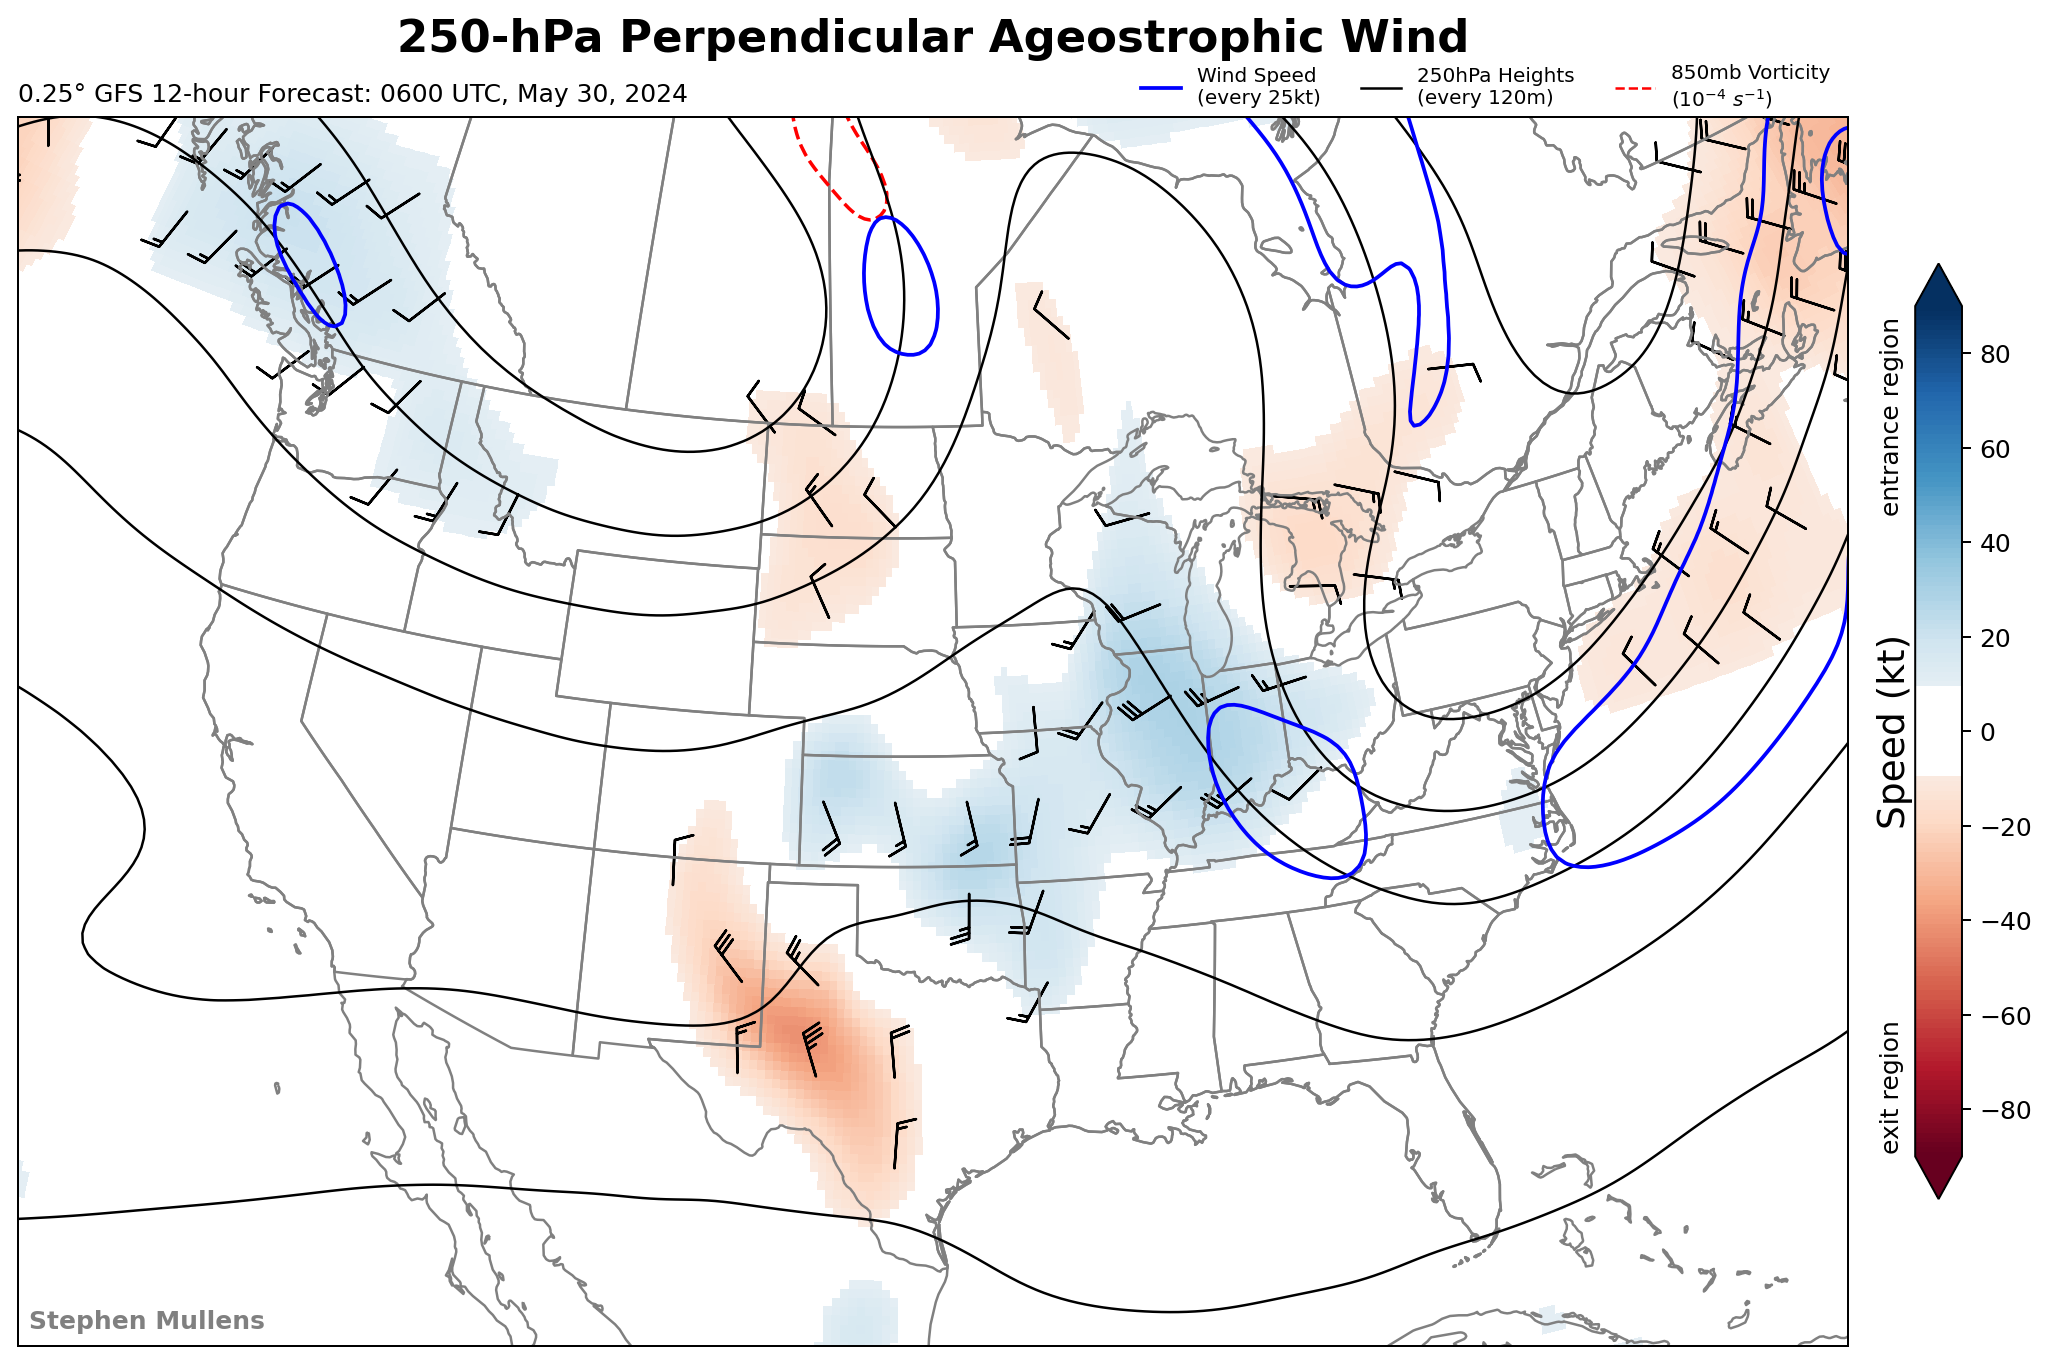 250-hPa Perpendicular Ageostrophic Wind
0.25° GFS 12-hour Forecast: 0600 UTC, May 30, 2024
Wind Speed
(every 25kt)
250hPa Heights
(every 120m)
850mb Vorticity
(10⁻⁴ s⁻¹)
entrance region
Speed (kt)
exit region
80
60
40
20
0
−20
−40
−60
−80
Stephen Mullens